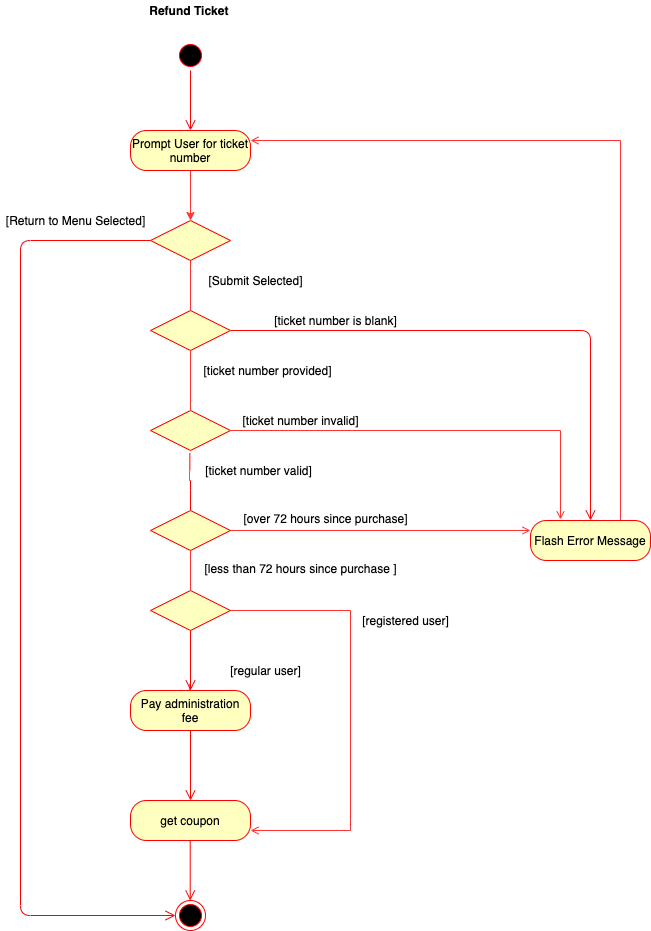 Refund Ticket
Prompt User for ticket
number
[Return to Menu Selected]
[Submit Selected]
[ticket number is blank]
[ticket number provided]
[ticket number invalid]
[ticket number valid]
[over 72 hours since purchase]
Flash Error Message
[less than 72 hours since purchase ]
[registered user]
[regular user]
Pay administration
fee
get coupon